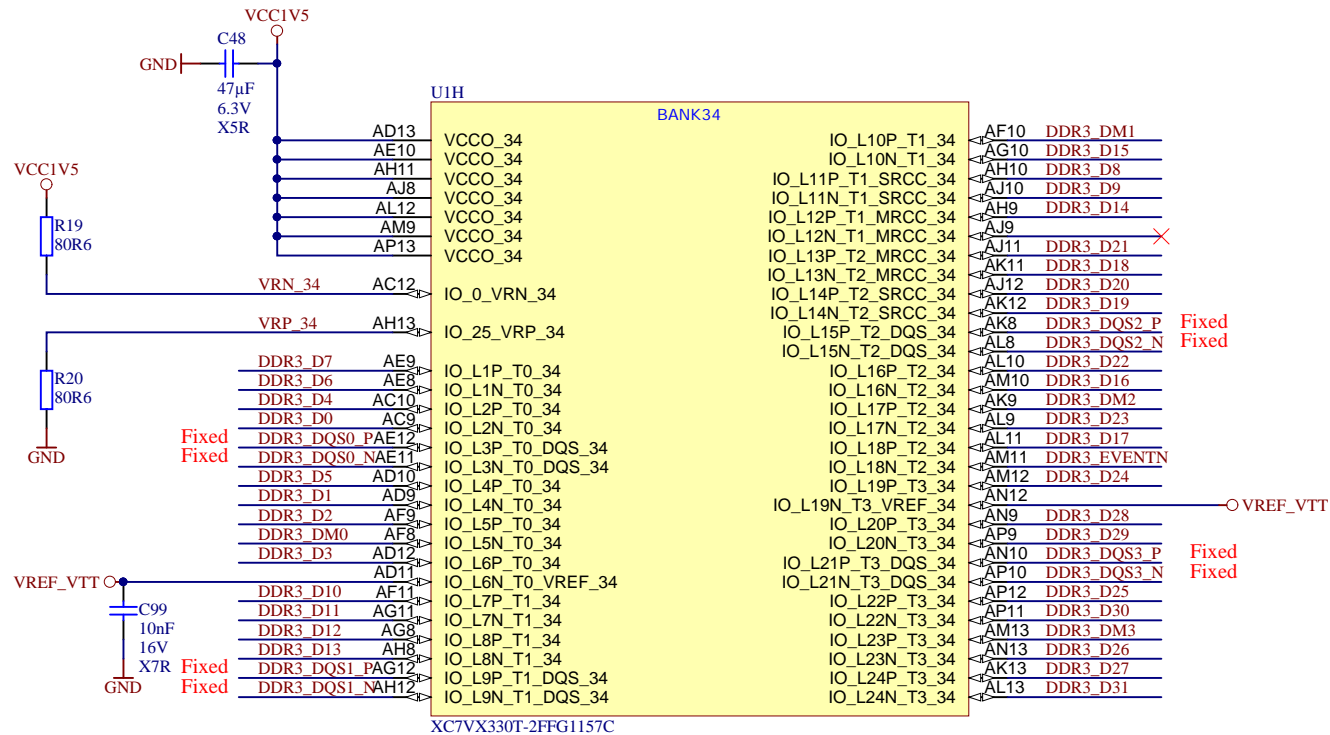 VCC1V5
C48
GND
47µF
6.3V
X5R
U1H
BANK34
AD13 VCCO_34
AE10 VCCO_34
AH11 VCCO_34
AJ8 VCCO_34
AL12 VCCO_34
AM9 VCCO_34
AP13 VCCO_34
VCC1V5
R19
80R6
VRN_34 AC12 IO_0_VRN_34
VRP_34 AH13 IO_25_VRP_34
R20
80R6
GND
DDR3_D7 AE9 IO_L1P_T0_34
DDR3_D6 AE8 IO_L1N_T0_34
DDR3_D4 AC10 IO_L2P_T0_34
DDR3_D0 AC9 IO_L2N_T0_34
Fixed DDR3_DQS0_P AE12 IO_L3P_T0_DQS_34
Fixed DDR3_DQS0_N AE11 IO_L3N_T0_DQS_34
DDR3_D5 AD10 IO_L4P_T0_34
DDR3_D1 AD9 IO_L4N_T0_34
DDR3_D2 AF9 IO_L5P_T0_34
DDR3_DM0 AF8 IO_L5N_T0_34
DDR3_D3 AD12 IO_L6P_T0_34
VREF_VTT AD11 IO_L6N_T0_VREF_34
C99
10nF
16V
X7R
GND
DDR3_D10 AF11 IO_L7P_T1_34
DDR3_D11 AG11 IO_L7N_T1_34
DDR3_D12 AG8 IO_L8P_T1_34
DDR3_D13 AH8 IO_L8N_T1_34
Fixed DDR3_DQS1_P AG12 IO_L9P_T1_DQS_34
Fixed DDR3_DQS1_N AH12 IO_L9N_T1_DQS_34
IO_L10P_T1_34 AF10 DDR3_DM1
IO_L10N_T1_34 AG10 DDR3_D15
IO_L11P_T1_SRCC_34 AH10 DDR3_D8
IO_L11N_T1_SRCC_34 AJ10 DDR3_D9
IO_L12P_T1_MRCC_34 AH9 DDR3_D14
IO_L12N_T1_MRCC_34 AJ9
IO_L13P_T2_MRCC_34 AJ11 DDR3_D21
IO_L13N_T2_MRCC_34 AK11 DDR3_D18
IO_L14P_T2_SRCC_34 AJ12 DDR3_D20
IO_L14N_T2_SRCC_34 AK12 DDR3_D19
IO_L15P_T2_DQS_34 AK8 DDR3_DQS2_P Fixed
IO_L15N_T2_DQS_34 AL8 DDR3_DQS2_N Fixed
IO_L16P_T2_34 AL10 DDR3_D22
IO_L16N_T2_34 AM10 DDR3_D16
IO_L17P_T2_34 AK9 DDR3_DM2
IO_L17N_T2_34 AL9 DDR3_D23
IO_L18P_T2_34 AL11 DDR3_D17
IO_L18N_T2_34 AM11 DDR3_EVENTN
IO_L19P_T3_34 AM12 DDR3_D24
IO_L19N_T3_VREF_34 AN12 VREF_VTT
IO_L20P_T3_34 AN9 DDR3_D28
IO_L20N_T3_34 AP9 DDR3_D29
IO_L21P_T3_DQS_34 AN10 DDR3_DQS3_P Fixed
IO_L21N_T3_DQS_34 AP10 DDR3_DQS3_N Fixed
IO_L22P_T3_34 AP12 DDR3_D25
IO_L22N_T3_34 AP11 DDR3_D30
IO_L23P_T3_34 AM13 DDR3_DM3
IO_L23N_T3_34 AN13 DDR3_D26
IO_L24P_T3_34 AK13 DDR3_D27
IO_L24N_T3_34 AL13 DDR3_D31
XC7VX330T-2FFG1157C